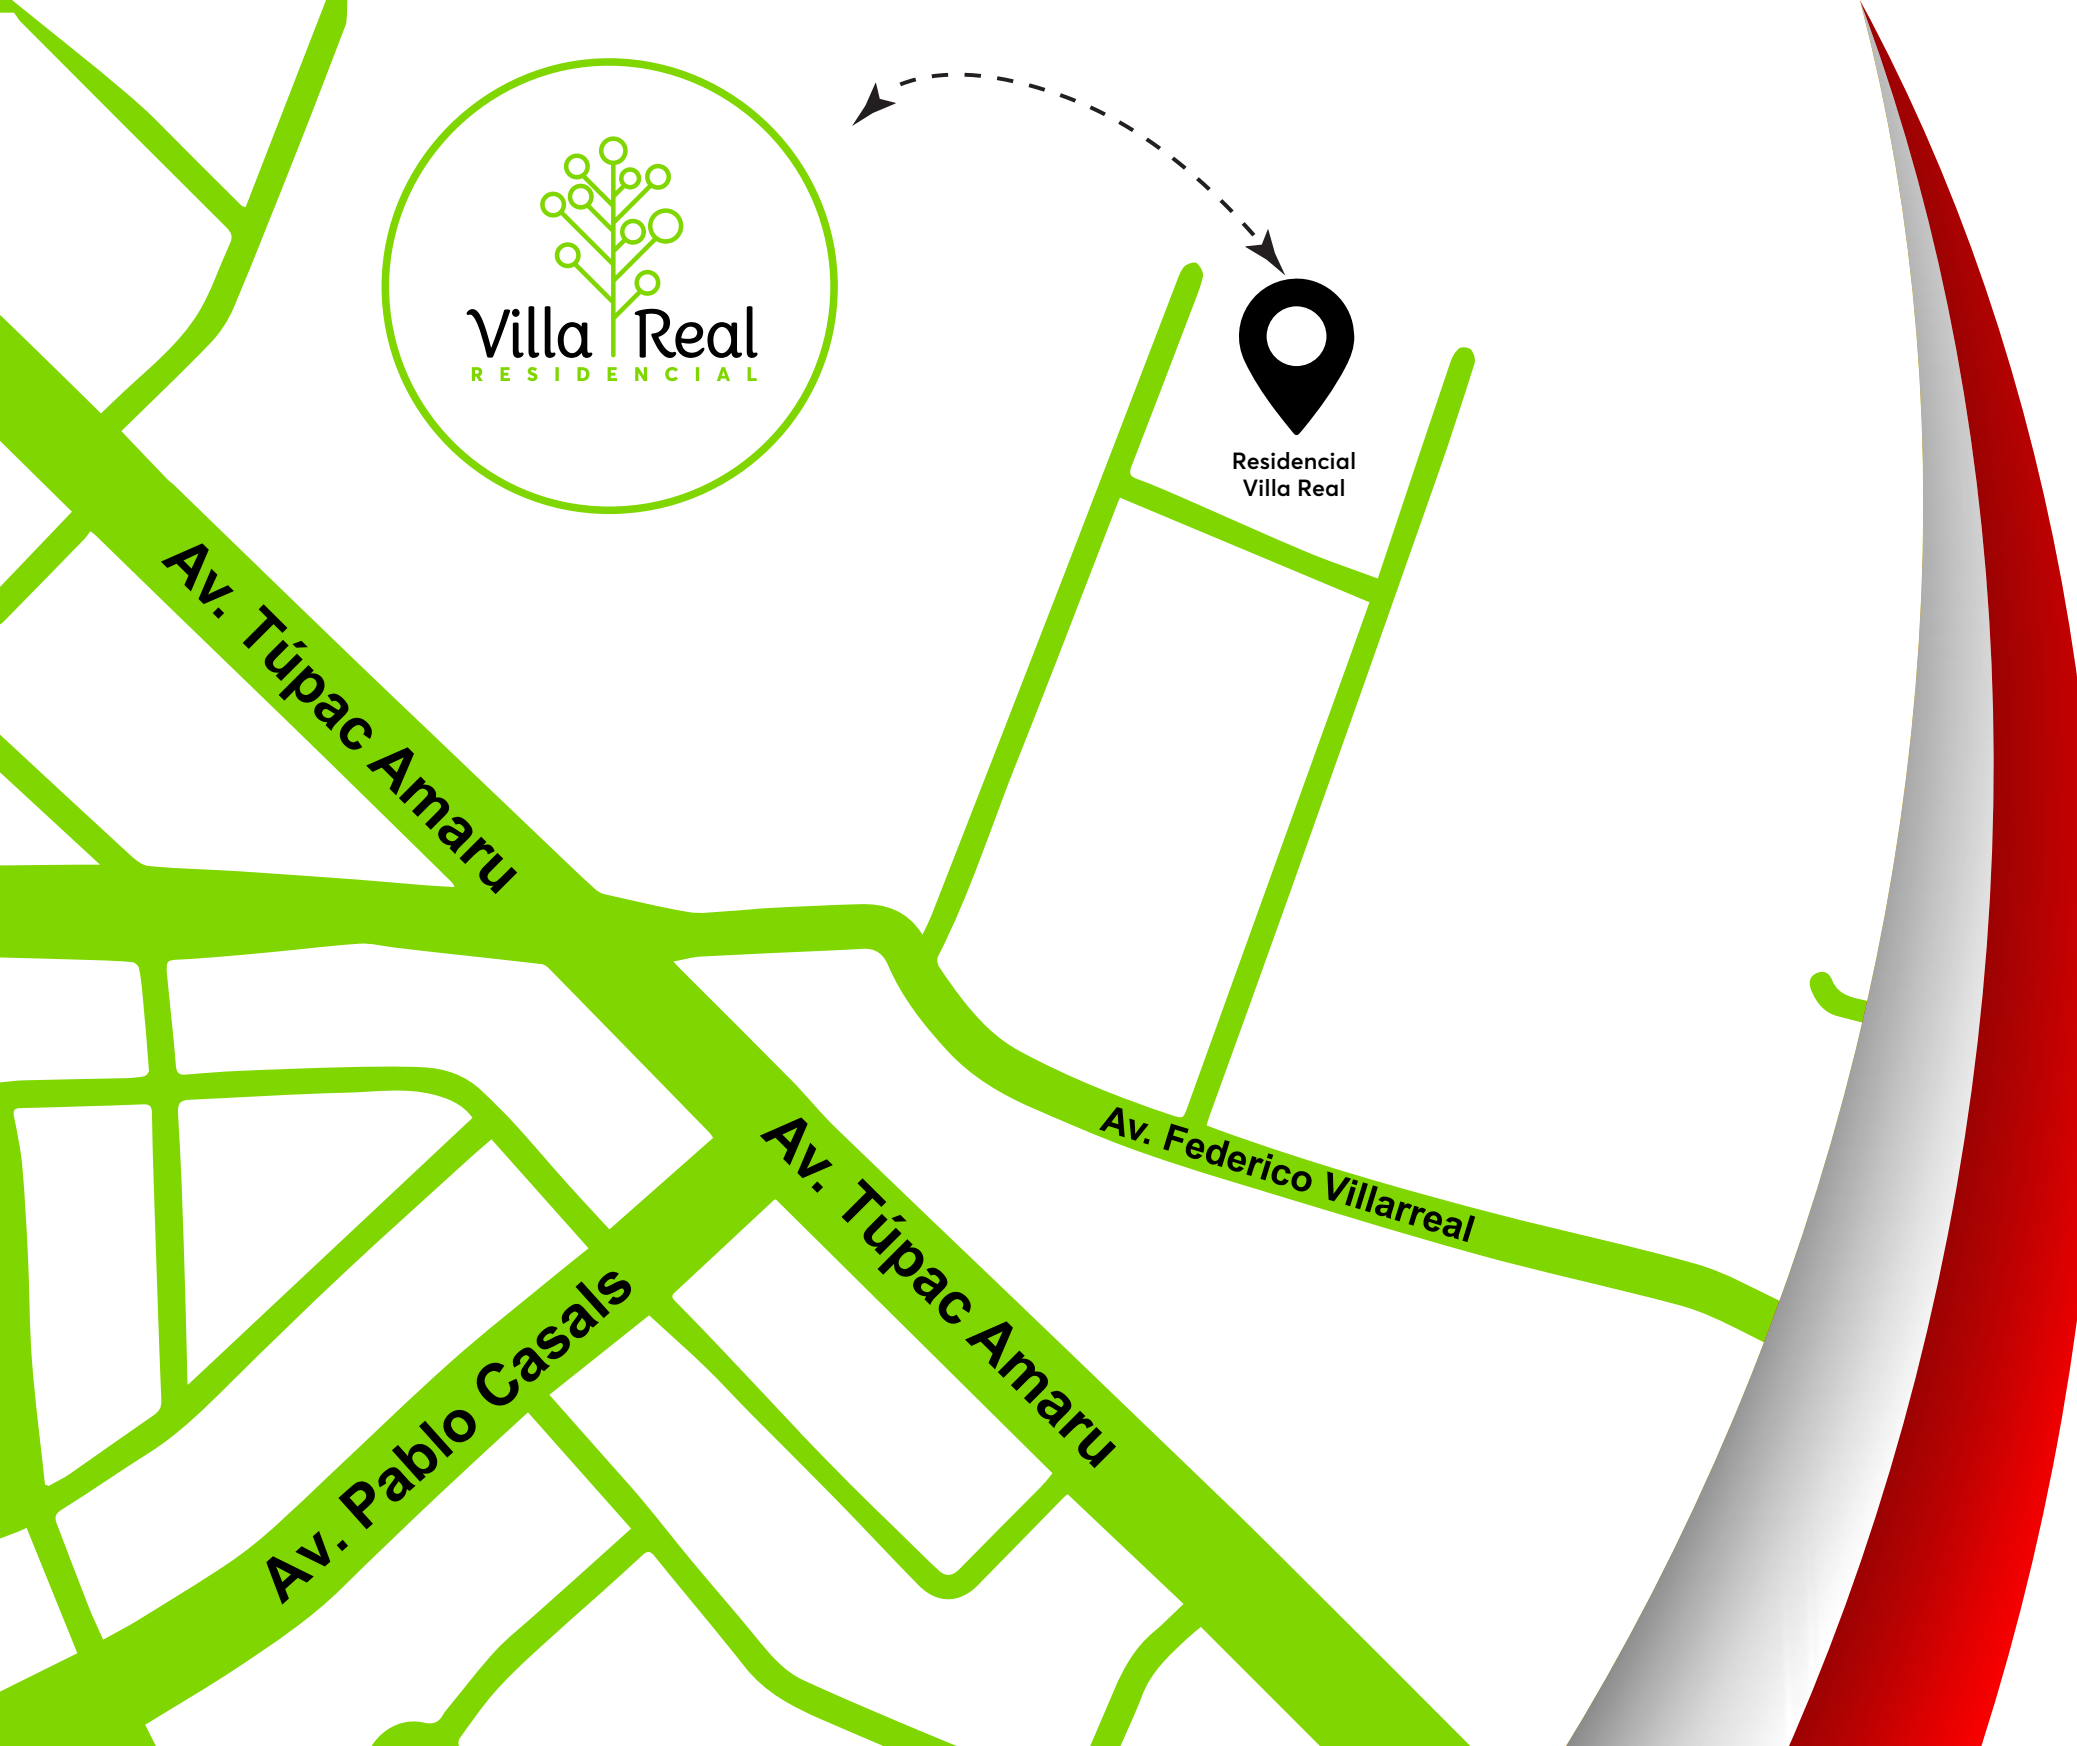 Villa Real
RESIDENCIAL
Residencial
Villa Real
Av. Túpac Amaru
Av. Túpac Amaru
Av. Federico Villarreal
Av. Pablo Casals